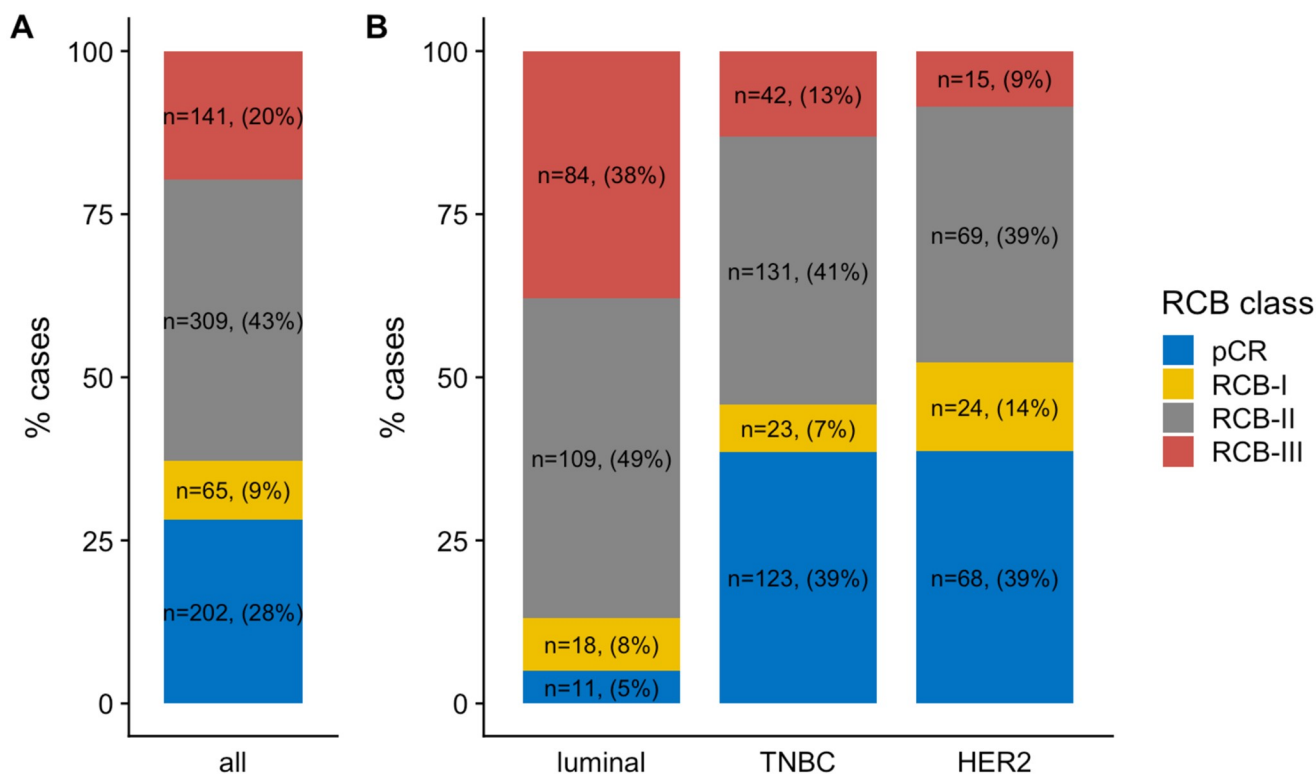 A
100
75
50
25
0
% cases
n=141, (20%)
n=309, (43%)
n=65, (9%)
n=202, (28%)
all
B
100
75
50
25
0
% cases
n=84, (38%)
n=109, (49%)
n=18, (8%)
n=11, (5%)
luminal
n=42, (13%)
n=131, (41%)
n=23, (7%)
n=123, (39%)
TNBC
n=15, (9%)
n=69, (39%)
n=24, (14%)
n=68, (39%)
HER2
RCB class
pCR
RCB-I
RCB-II
RCB-III